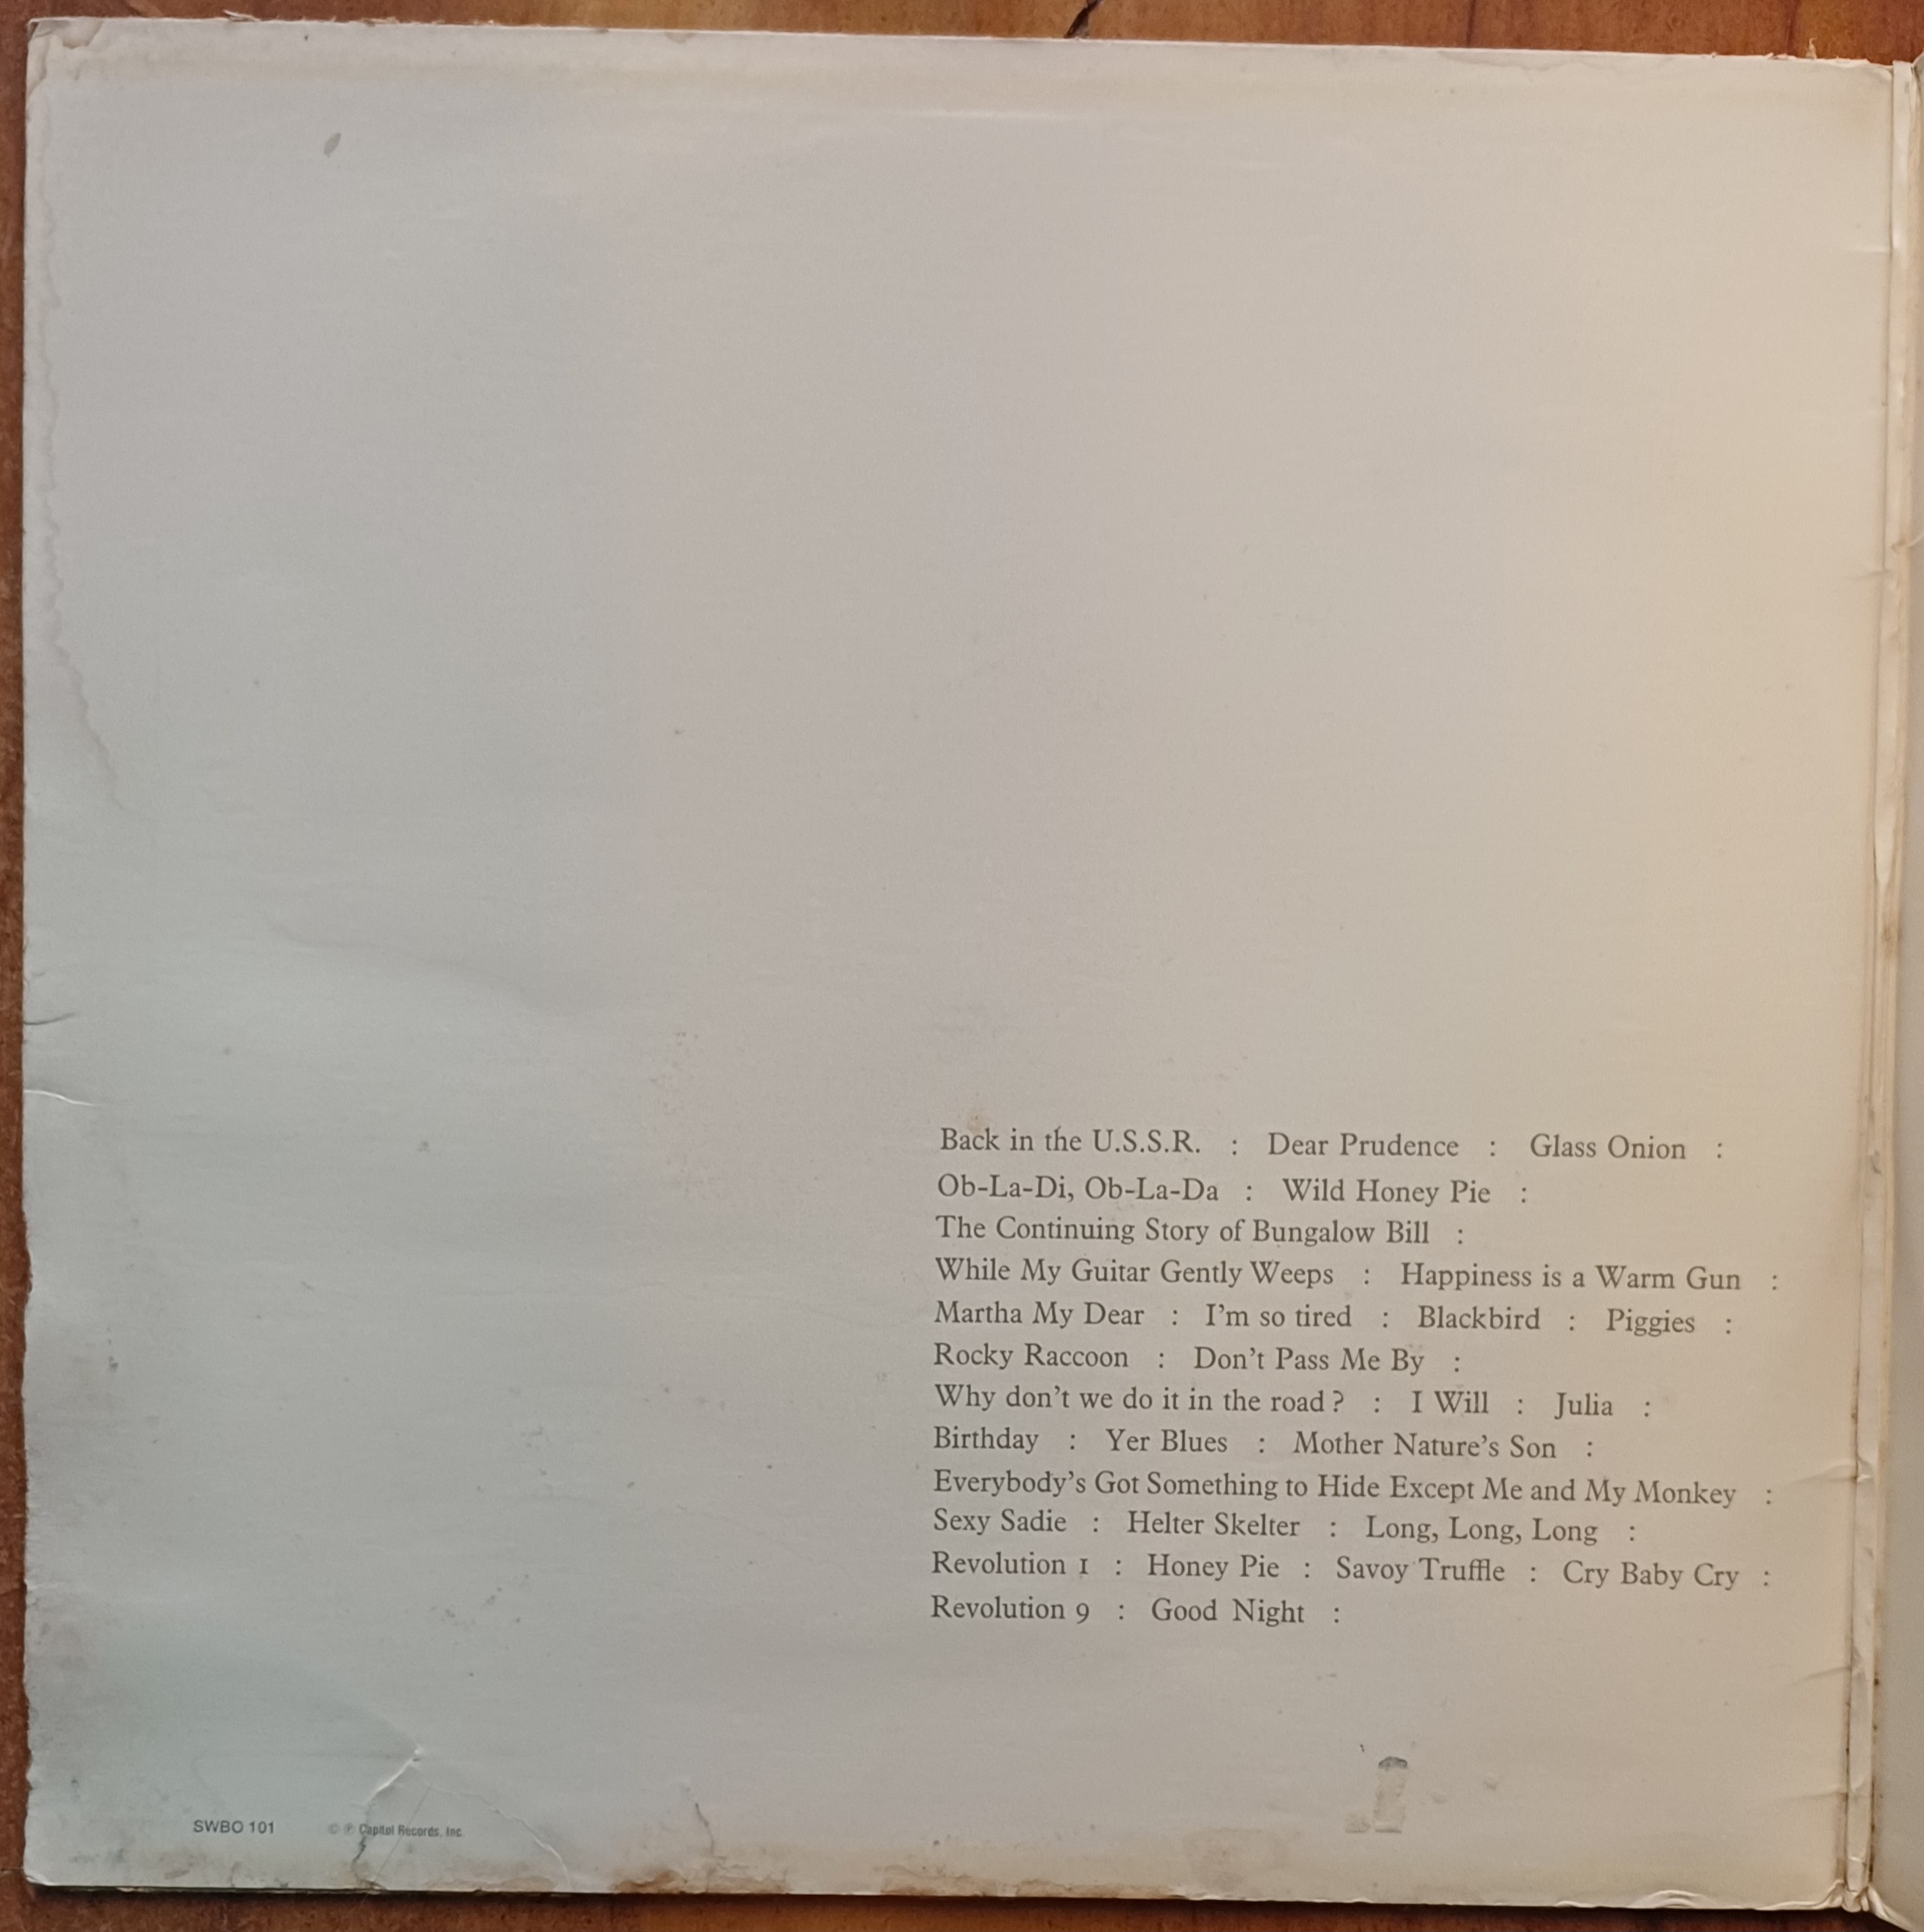 Back in the U.S.S.R. : Dear Prudence : Glass Onion :
Ob-La-Di, Ob-La-Da : Wild Honey Pie :
The Continuing Story of Bungalow Bill :
While My Guitar Gently Weeps : Happiness is a Warm Gun :
Martha My Dear : I'm so tired : Blackbird : Piggies :
Rocky Raccoon : Don't Pass Me By :
Why don't we do it in the road? : I Will : Julia :
Birthday : Yer Blues : Mother Nature's Son :
Everybody's Got Something to Hide Except Me and My Monkey :
Sexy Sadie : Helter Skelter : Long, Long, Long :
Revolution 1 : Honey Pie : Savoy Truffle : Cry Baby Cry :
Revolution 9 : Good Night :
SWBO 101 © ℗ Capitol Records, Inc.